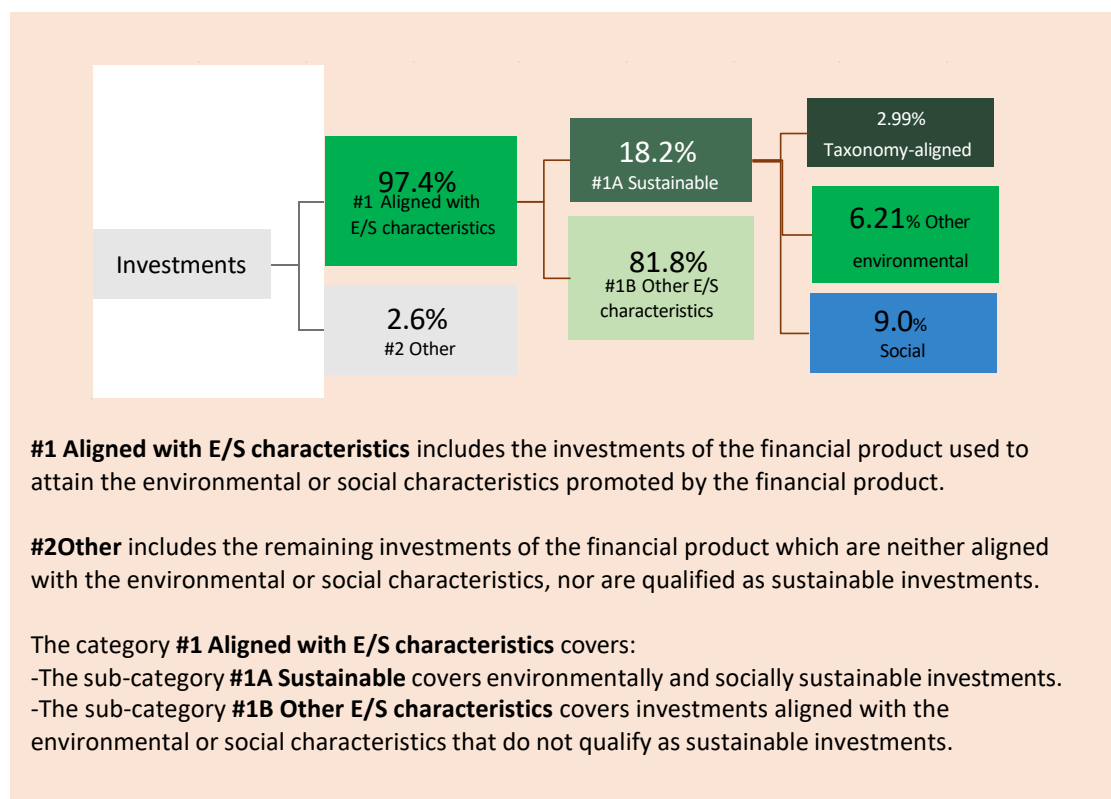 Investments
97.4%
#1 Aligned with
E/S characteristics
2.6%
#2 Other
18.2%
#1A Sustainable
81.8%
#1B Other E/S
characteristics
2.99%
Taxonomy-aligned
6.21% Other
environmental
9.0%
Social
#1 Aligned with E/S characteristics includes the investments of the financial product used to
attain the environmental or social characteristics promoted by the financial product.
#2Other includes the remaining investments of the financial product which are neither aligned
with the environmental or social characteristics, nor are qualified as sustainable investments.
The category #1 Aligned with E/S characteristics covers:
-The sub-category #1A Sustainable covers environmentally and socially sustainable investments.
-The sub-category #1B Other E/S characteristics covers investments aligned with the
environmental or social characteristics that do not qualify as sustainable investments.